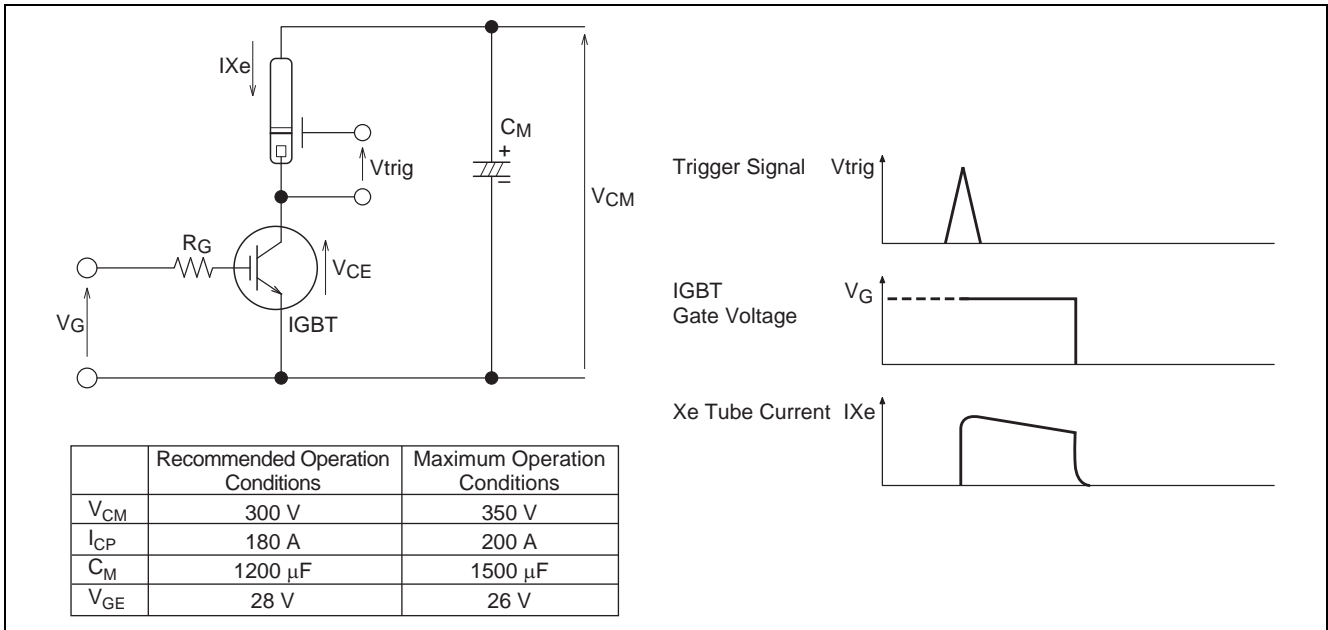 IXe
Vtrig
CM
+
–
VCM
RG
VCE
VG
IGBT
Trigger Signal Vtrig
IGBT
Gate Voltage
VG
Xe Tube Current IXe
Recommended Operation Conditions Maximum Operation Conditions
VCM 300 V 350 V
ICP 180 A 200 A
CM 1200 μF 1500 μF
VGE 28 V 26 V